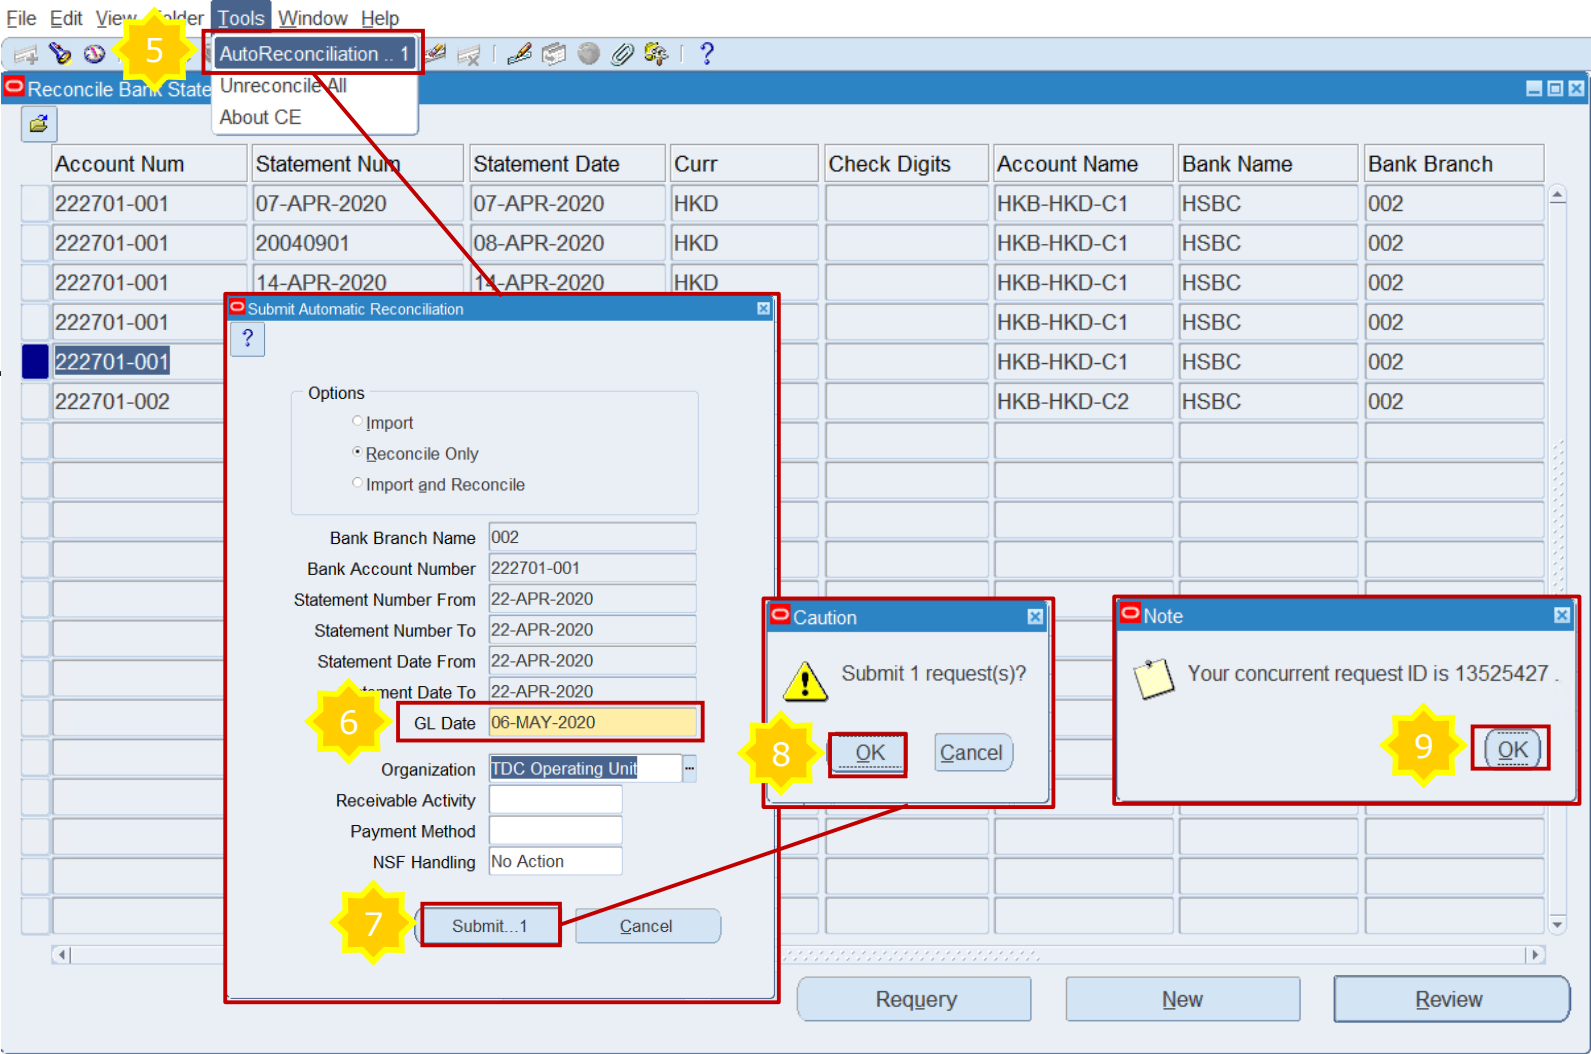 File Edit View Folder Tools Window Help
5
AutoReconciliation .. 1
Unreconcile All
About CE
?
Reconcile Bank State
Account Num Statement Num Statement Date Curr Check Digits Account Name Bank Name Bank Branch
222701-001 07-APR-2020 07-APR-2020 HKD HKB-HKD-C1 HSBC 002
222701-001 20040901 08-APR-2020 HKD HKB-HKD-C1 HSBC 002
222701-001 14-APR-2020 14-APR-2020 HKD HKB-HKD-C1 HSBC 002
222701-001 HKB-HKD-C1 HSBC 002
222701-001 HKB-HKD-C1 HSBC 002
222701-002 HKB-HKD-C2 HSBC 002
Submit Automatic Reconciliation
?
Options
Import
Reconcile Only
Import and Reconcile
Bank Branch Name 002
Bank Account Number 222701-001
Statement Number From 22-APR-2020
Statement Number To 22-APR-2020
Statement Date From 22-APR-2020
Statement Date To 22-APR-2020
6
GL Date 06-MAY-2020
Organization TDC Operating Unit ...
Receivable Activity
Payment Method
NSF Handling No Action
7
Submit...1 Cancel
Caution
Submit 1 request(s)?
8
OK Cancel
Note
Your concurrent request ID is 13525427 .
9
OK
Requery New Review